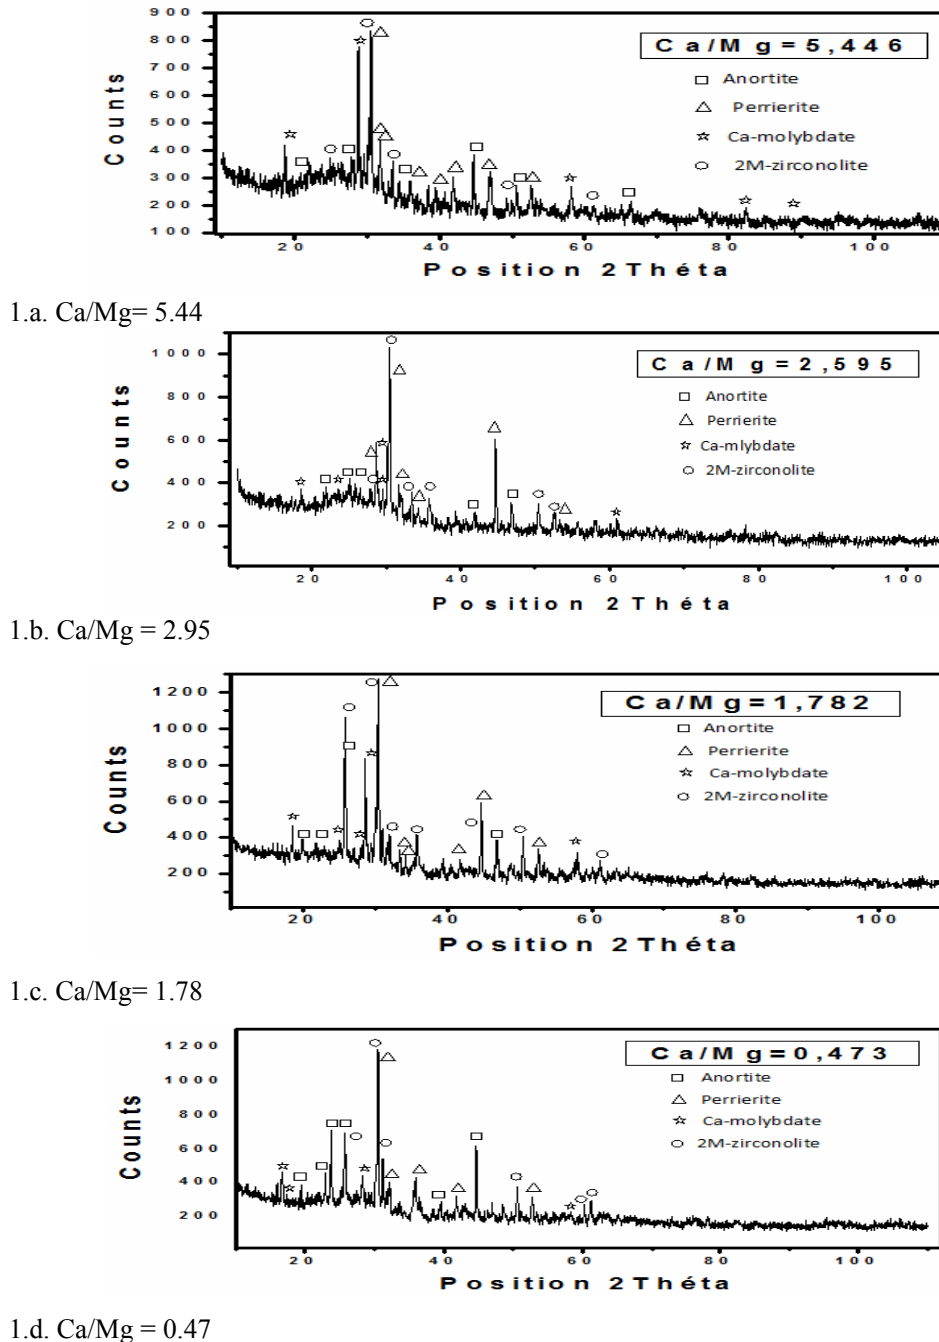 900
Ca/Mg=5,446
800
Anortite
700
Perrierite
600
Ca-molybdate
500
2M-zirconolite
400
300
200
100
Counts
20 40 60 80 100
Position 2Théta
1.a. Ca/Mg= 5.44
1000
Ca/Mg=2,595
800
Anortite
Perrierite
600
Ca-mlybdate
2M-zirconolite
400
200
Counts
20 40 60 80 100
Position 2Théta
1.b. Ca/Mg = 2.95
1200
Ca/Mg=1,782
1000
Anortite
Perrierite
800
Ca-molybdate
600
2M-zirconolite
400
200
Counts
20 40 60 80 100
Position 2Théta
1.c. Ca/Mg= 1.78
1200
Ca/Mg=0,473
1000
Anortite
Perrierite
800
Ca-molybdate
600
2M-zirconolite
400
200
Counts
20 40 60 80 100
Position 2Théta
1.d. Ca/Mg = 0.47